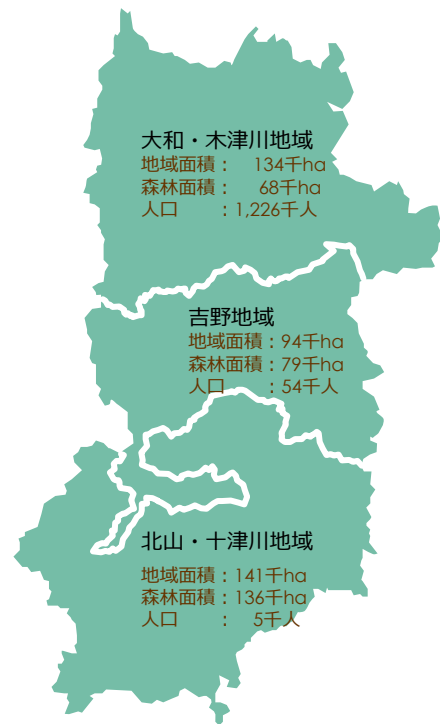 大和・木津川地域
地域面積： 134千ha
森林面積： 68千ha
人口 ：1,226千人
吉野地域
地域面積：94千ha
森林面積：79千ha
人口 ：54千人
北山・十津川地域
地域面積：141千ha
森林面積：136千ha
人口 ： 5千人